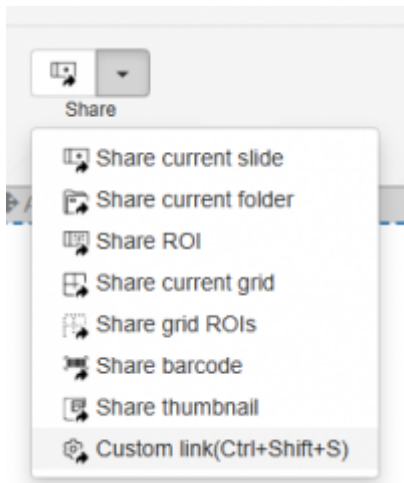 Share
Share current slide
Share current folder
Share ROI
Share current grid
Share grid ROIs
Share barcode
Share thumbnail
Custom link(Ctrl+Shift+S)